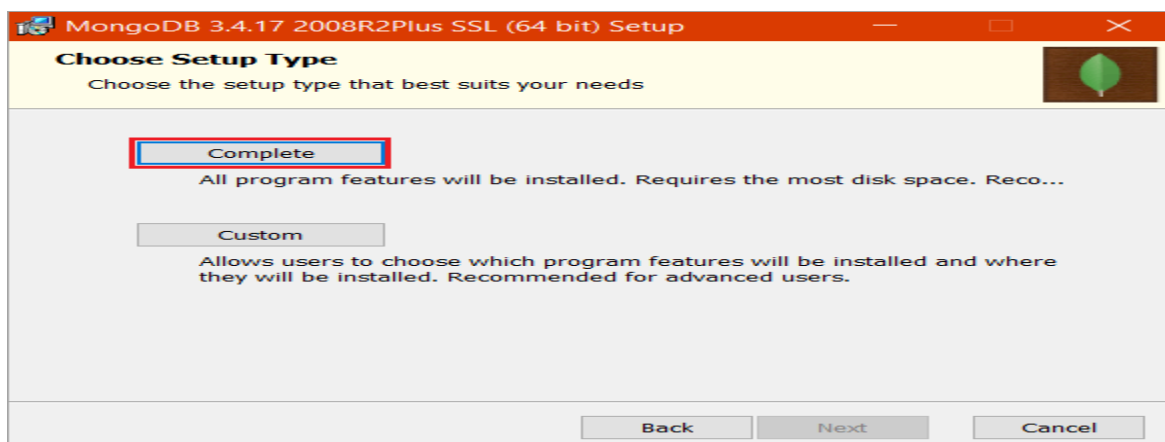 MongoDB 3.4.17 2008R2Plus SSL (64 bit) Setup
Choose Setup Type
Choose the setup type that best suits your needs
Complete
All program features will be installed. Requires the most disk space. Reco...
Custom
Allows users to choose which program features will be installed and where
they will be installed. Recommended for advanced users.
Back
Next
Cancel